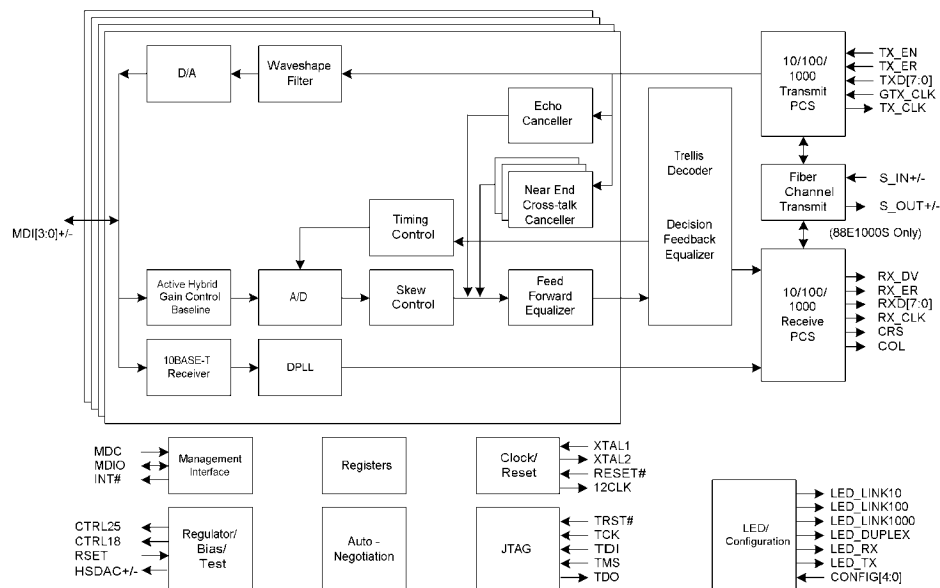 D/A
Waveshape
Filter
10/100/
1000
Transmit
PCS
TX_EN
TX_ER
TXD[7:0]
GTX_CLK
TX_CLK
Echo
Canceller
Near End
Cross-talk
Canceller
Trellis
Decoder
Decision
Feedback
Equalizer
Fiber
Channel
Transmit
S_IN+/-
S_OUT+/-
(88E1000S Only)
MDI[3:0]+/-
Timing
Control
Active Hybrid
Gain Control
Baseline
A/D
Skew
Control
Feed
Forward
Equalizer
10/100/
1000
Receive
PCS
RX_DV
RX_ER
RXD[7:0]
RX_CLK
CRS
COL
10BASE-T
Receiver
DPLL
MDC
MDIO
INT#
Management
Interface
Registers
Clock/
Reset
XTAL1
XTAL2
RESET#
12CLK
CTRL25
CTRL18
RSET
HSDAC+/-
Regulator/
Bias/
Test
Auto -
Negotiation
JTAG
TRST#
TCK
TDI
TMS
TDO
LED/
Configuration
LED_LINK10
LED_LINK100
LED_LINK1000
LED_DUPLEX
LED_RX
LED_TX
CONFIG[4:0]